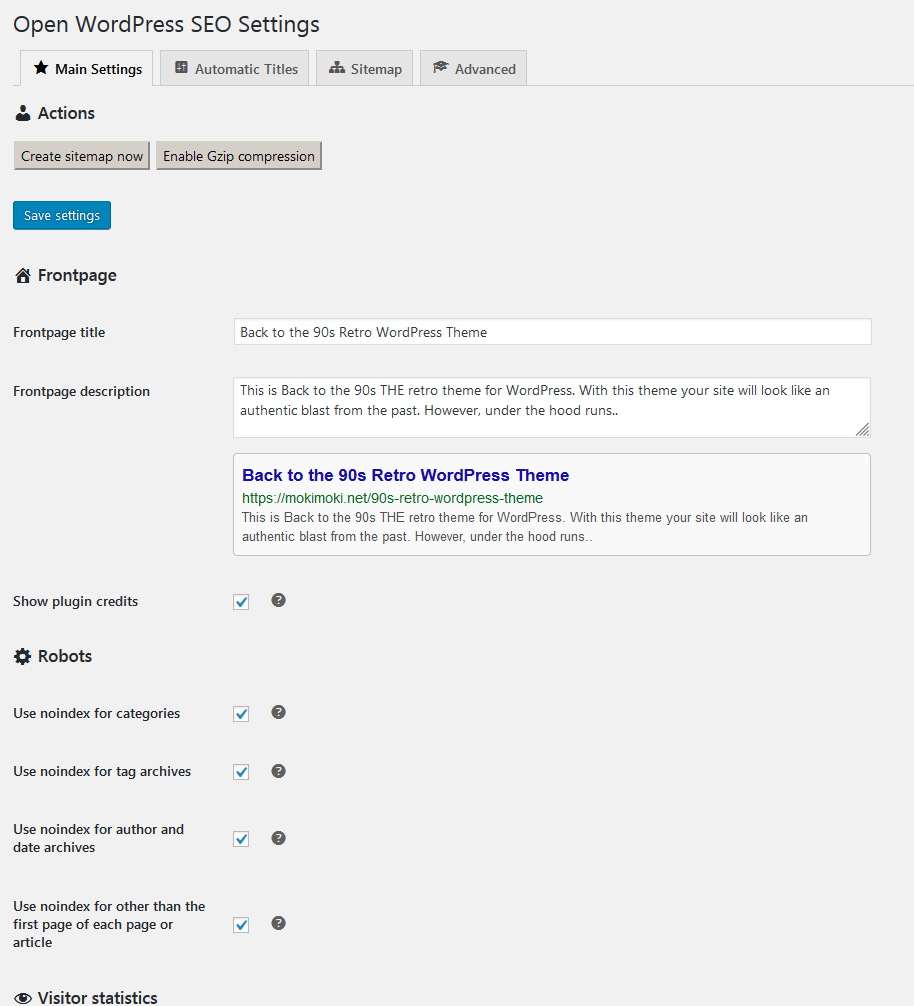 Open WordPress SEO Settings
Main Settings
Automatic Titles
Sitemap
Advanced
Actions
Create sitemap now
Enable Gzip compression
Save settings
Frontpage
Frontpage title
Back to the 90s Retro WordPress Theme
Frontpage description
This is Back to the 90s THE retro theme for WordPress. With this theme your site will look like an
authentic blast from the past. However, under the hood runs..
Back to the 90s Retro WordPress Theme
https://mokimoki.net/90s-retro-wordpress-theme
This is Back to the 90s THE retro theme for WordPress. With this theme your site will look like an
authentic blast from the past. However, under the hood runs..
Show plugin credits
?
Robots
Use noindex for categories
?
Use noindex for tag archives
?
Use noindex for author and
date archives
?
Use noindex for other than the
first page of each page or
article
?
Visitor statistics